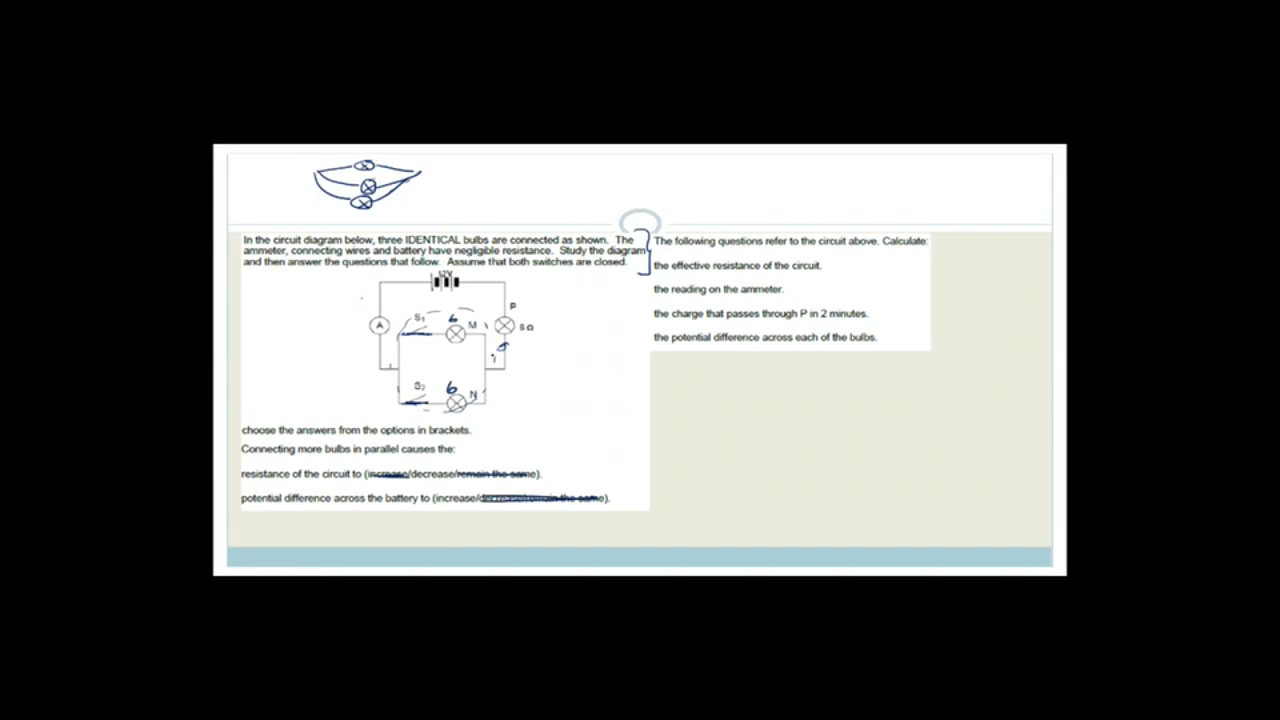 In the circuit diagram below, three IDENTICAL bulbs are connected as shown. The
ammeter, connecting wires and battery have negligible resistance. Study the diagram
and then answer the questions that follow. Assume that both switches are closed.
12V
P
A
S1
6
M
S2
6
N
choose the answers from the options in brackets.
Connecting more bulbs in parallel causes the:
resistance of the circuit to (increase/decrease/remain the same).
potential difference across the battery to (increase/decrease/remain the same).
The following questions refer to the circuit above. Calculate:
the effective resistance of the circuit.
the reading on the ammeter.
the charge that passes through P in 2 minutes.
the potential difference across each of the bulbs.